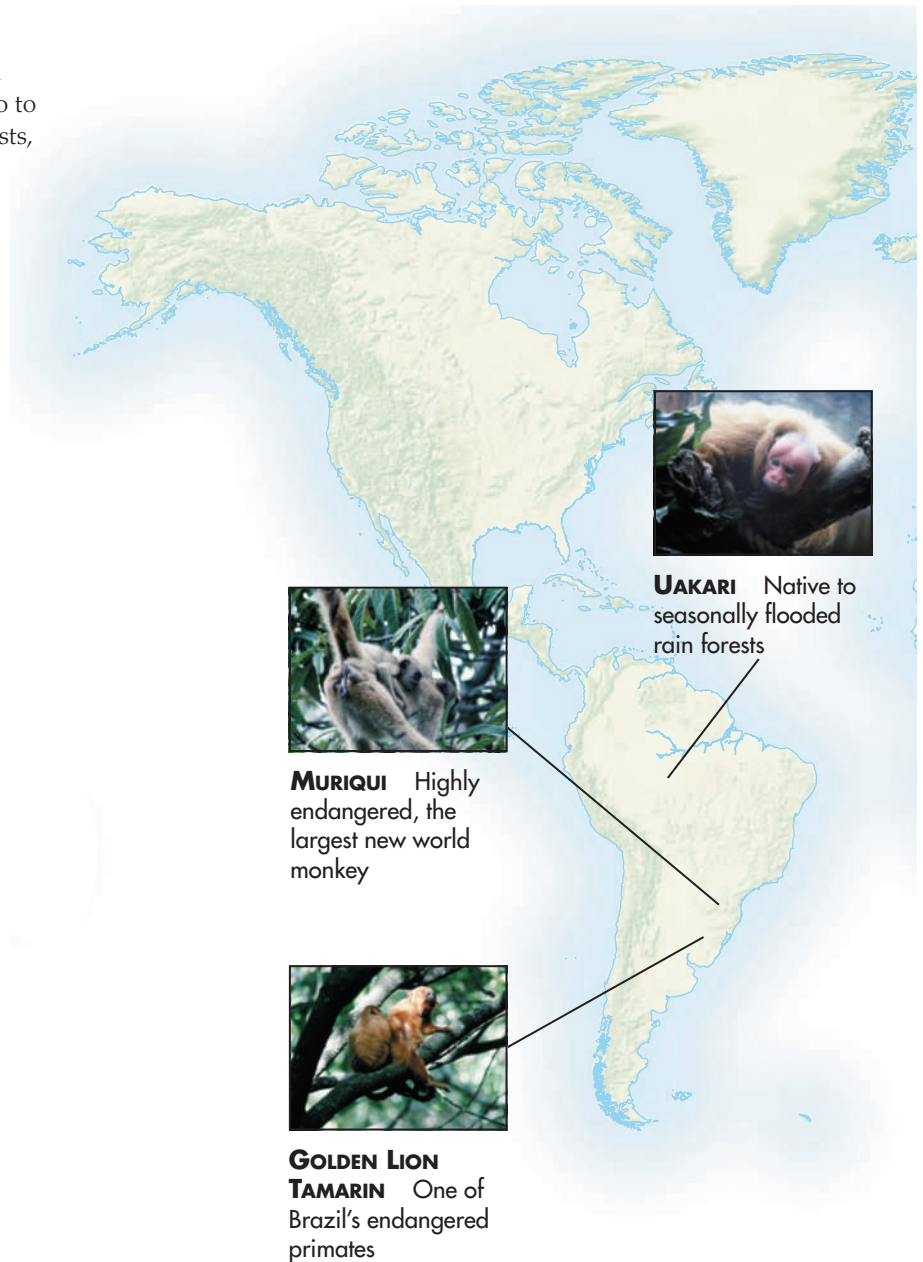 o to
sts,
UAKARI Native to
seasonally flooded
rain forests
MURIQUI Highly
endangered, the
largest new world
monkey
GOLDEN LION
TAMARIN One of
Brazil's endangered
primates